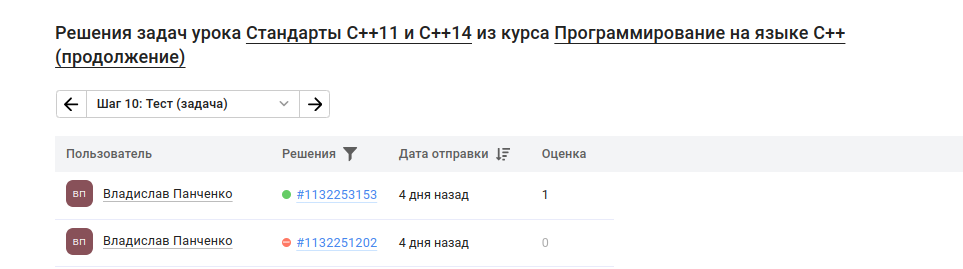 Решения задач урока Стандарты C++11 и C++14 из курса Программирование на языке C++
(продолжение)
Шаг 10: Тест (задача)
Пользователь Решения Дата отправки Оценка
ВП Владислав Панченко #1132253153 4 дня назад 1
ВП Владислав Панченко #1132251202 4 дня назад 0